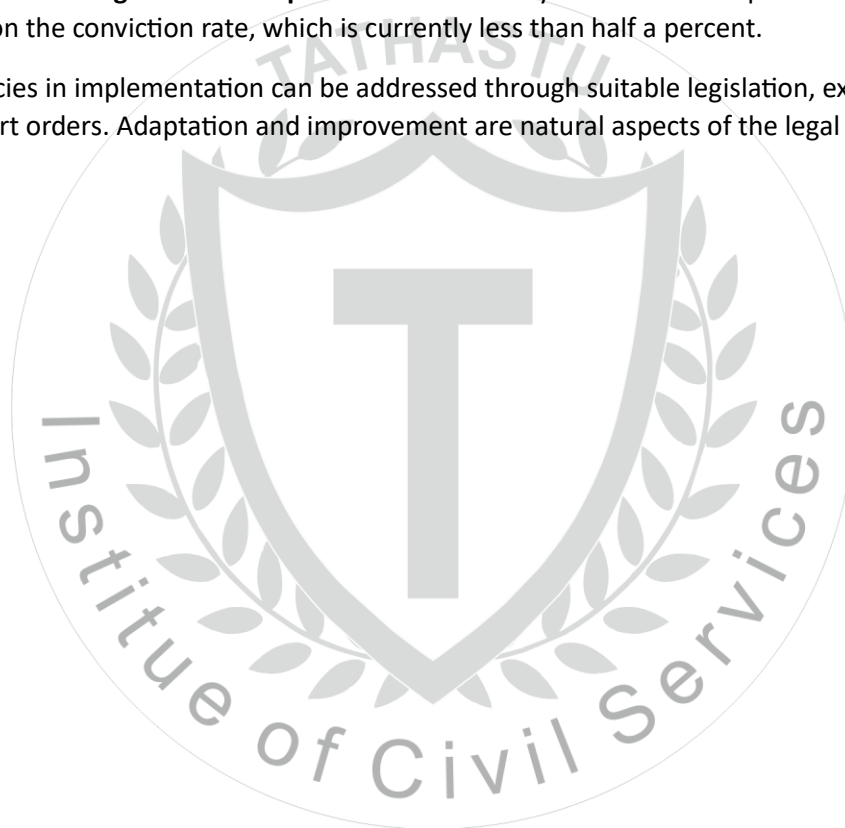 on the conviction rate, which is currently less than half a percent.
cies in implementation can be addressed through suitable legislation, ex
rt orders. Adaptation and improvement are natural aspects of the legal
TATHASTU
Institue of Civil Services